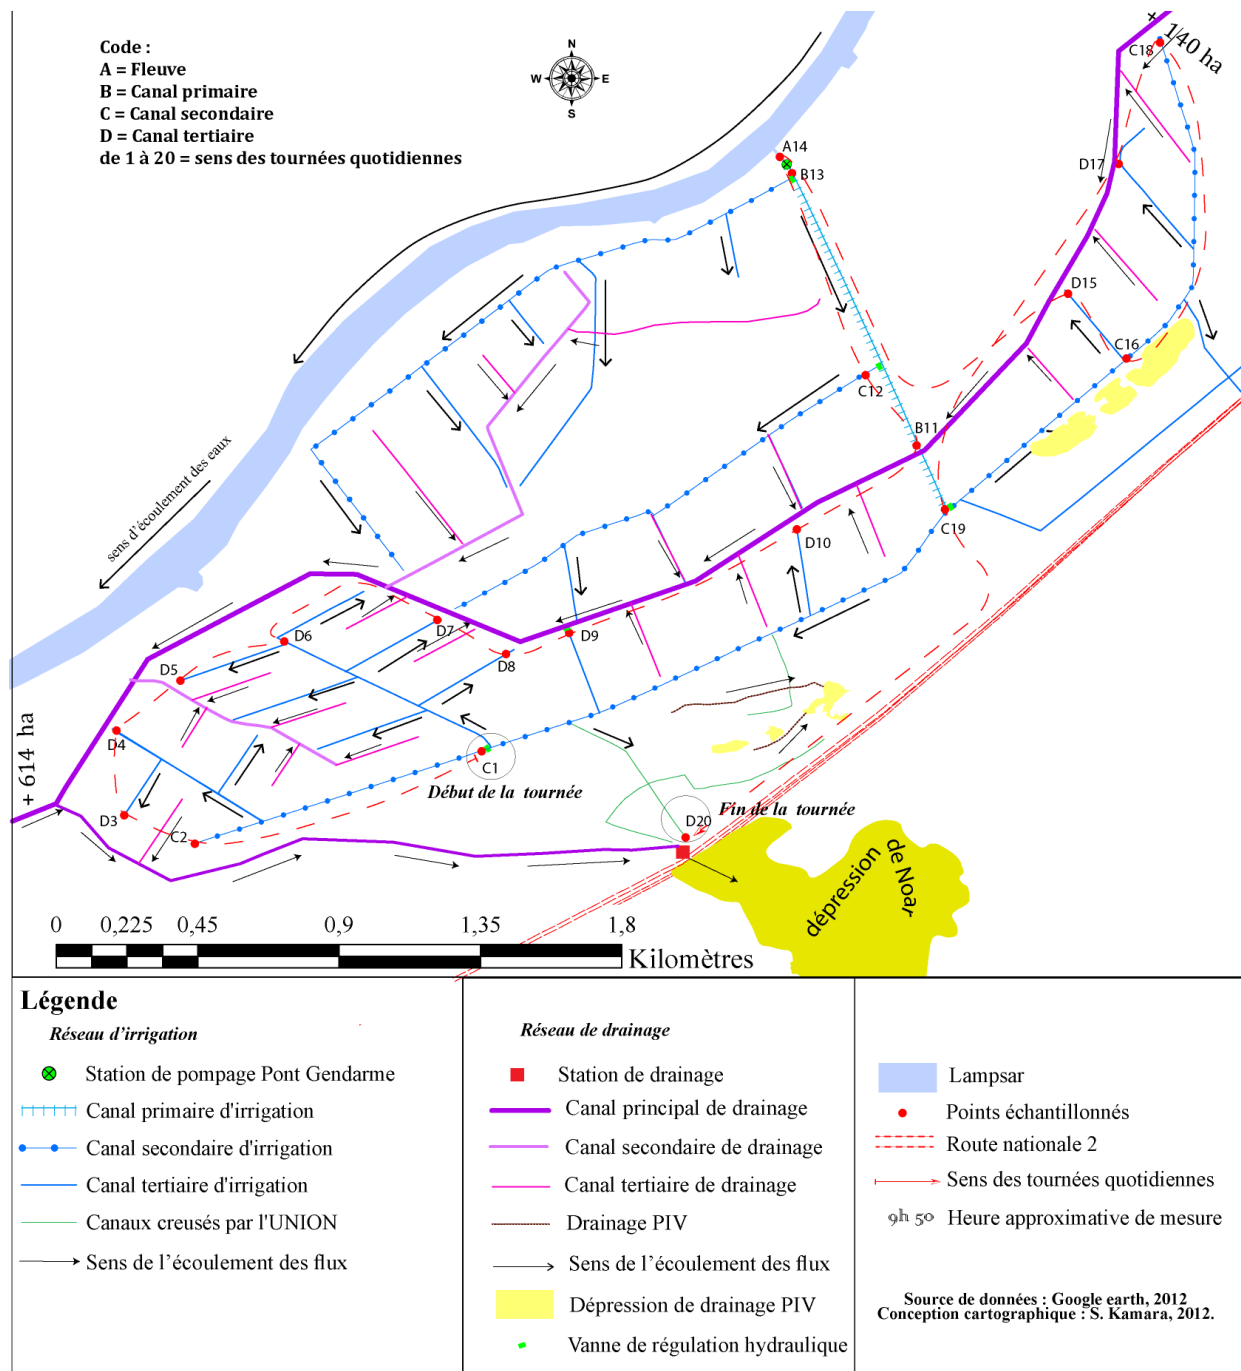 Code :
A = Fleuve
B = Canal primaire
C = Canal secondaire
D = Canal tertiaire
de 1 à 20 = sens des tournées quotidiennes
N
W
E
S
+ 140 ha
C18
A14
B13
D17
D15
C16
C12
B11
C19
sens d'écoulement des eaux
D10
D9
D8
D7
D6
D5
D4
D3
C2
C1
+ 614 ha
Début de la tournée
Fin de la tournée
D20
dépression
de Noar
0 0,225 0,45 0,9 1,35 1,8
Kilomètres
Légende
Réseau d'irrigation
Station de pompage Pont Gendarme
Canal primaire d'irrigation
Canal secondaire d'irrigation
Canal tertiaire d'irrigation
Canaux creusés par l'UNION
Sens de l'écoulement des flux
Réseau de drainage
Station de drainage
Canal principal de drainage
Canal secondaire de drainage
Canal tertiaire de drainage
Drainage PIV
Sens de l'écoulement des flux
Dépression de drainage PIV
Vanne de régulation hydraulique
Lampsar
Points échantillonnés
Route nationale 2
Sens des tournées quotidiennes
9h 50 Heure approximative de mesure
Source de données : Google earth, 2012
Conception cartographique : S. Kamara, 2012.